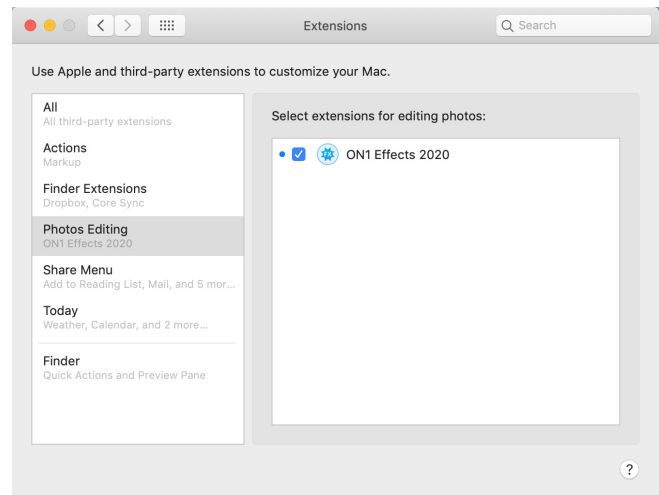 Extensions
Search
Use Apple and third-party extensions to customize your Mac.
All
All third-party extensions
Actions
Markup
Finder Extensions
Dropbox, Core Sync
Photos Editing
ON1 Effects 2020
Share Menu
Add to Reading List, Mail, and 5 mor...
Today
Weather, Calendar, and 2 more...
Finder
Quick Actions and Preview Pane
Select extensions for editing photos:
FX
ON1 Effects 2020
?